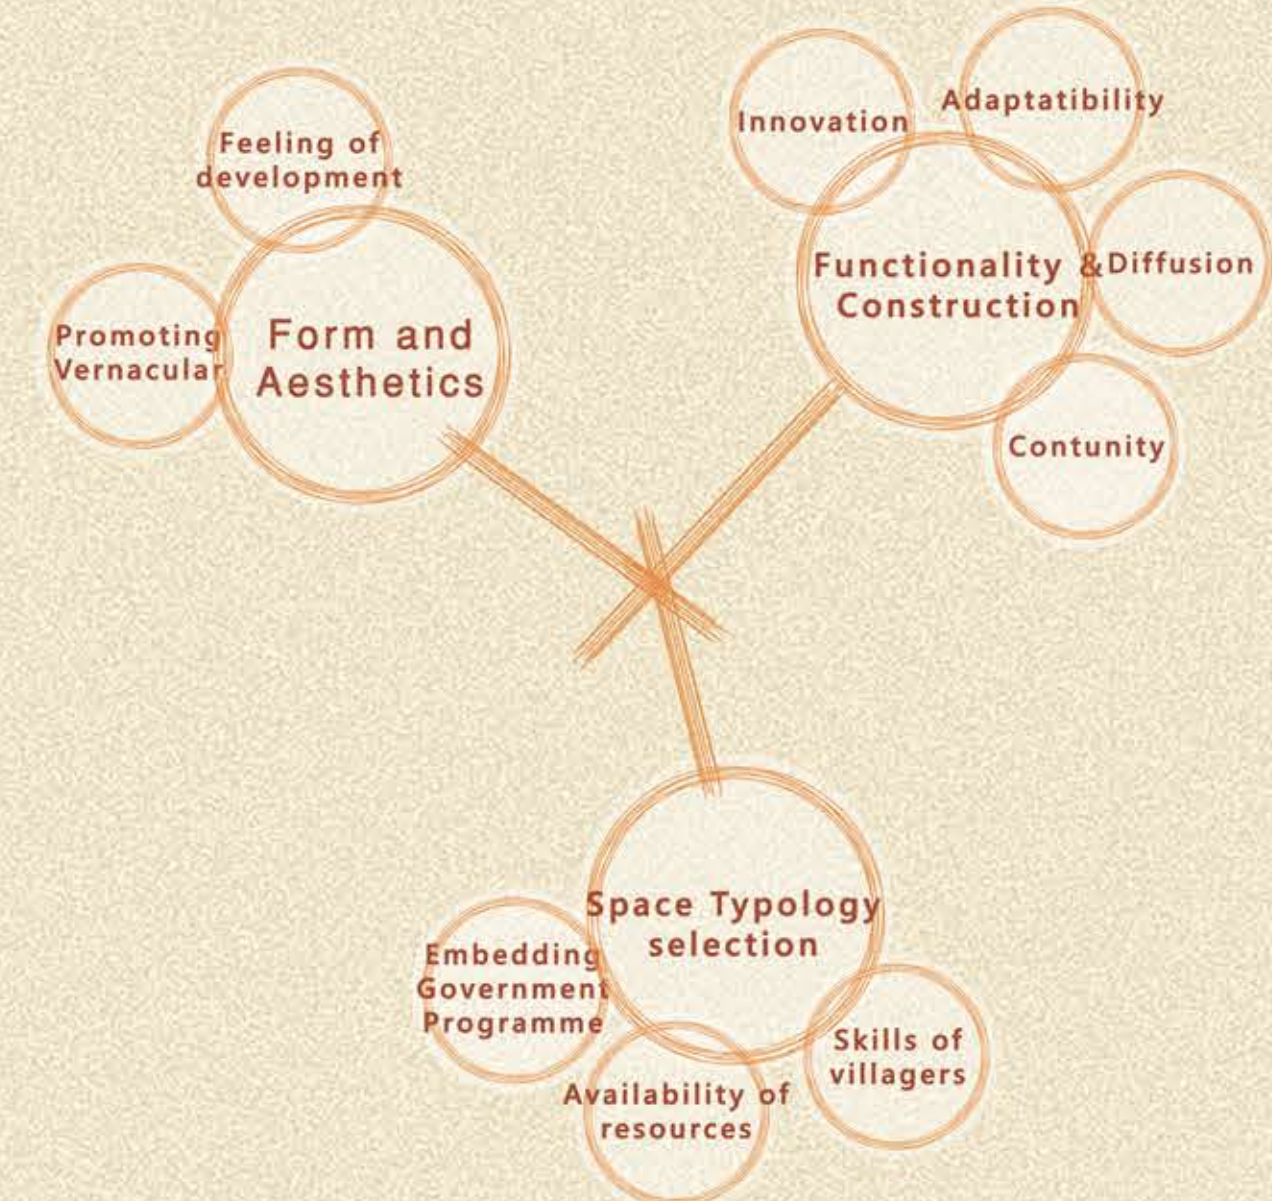 Feeling of
development
Promoting
Vernacular
Form and
Aesthetics
Innovation
Adaptatibility
Functionality &
Construction
Diffusion
Contunity
Space Typology
selection
Embedding
Government
Programme
Availability of
resources
Skills of
villagers